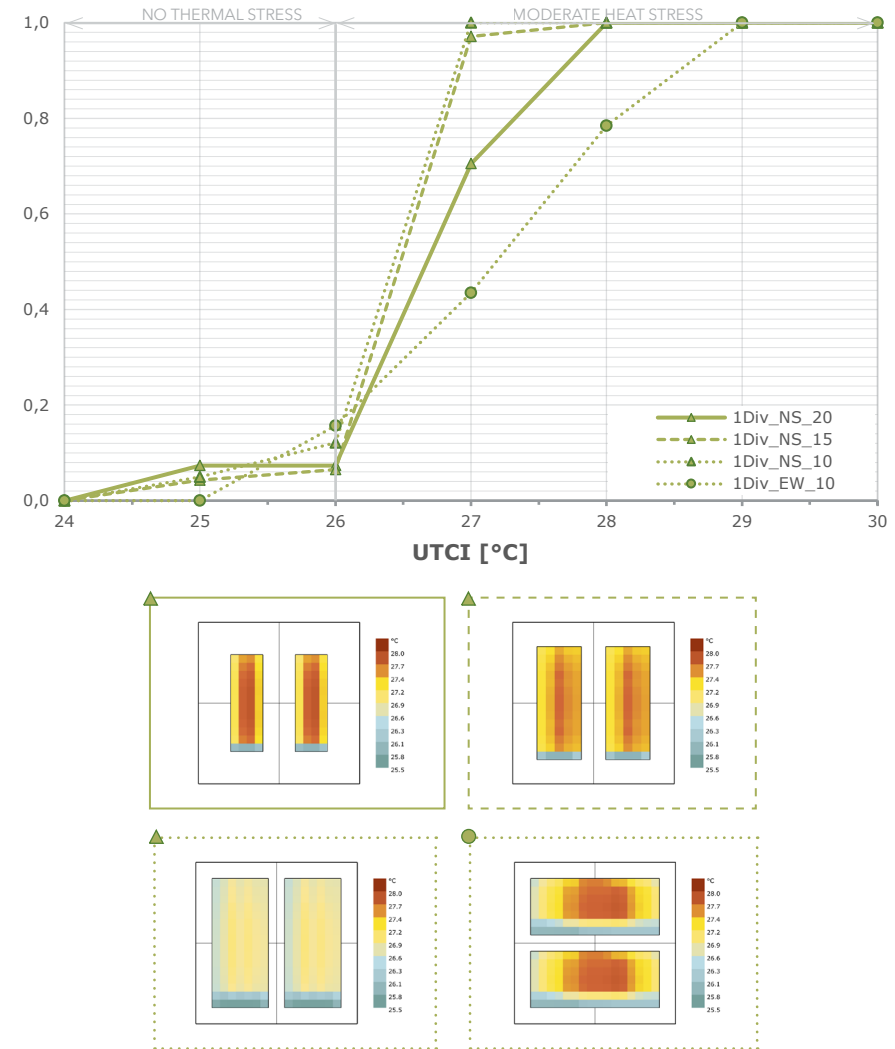 NO THERMAL STRESS MODERATE HEAT STRESS
1,0
0,8
0,6
0,4
0,2
0,0
1Div_NS_20
1Div_NS_15
1Div_NS_10
1Div_EW_10
24 25 26 27 28 29 30
UTCI [°C]
°C °C
28.0 28.0
27.7 27.7
27.4 27.4
27.2 27.2
26.9 26.9
26.6 26.6
26.3 26.3
26.1 26.1
25.8 25.8
25.5 25.5
°C °C
28.0 28.0
27.7 27.7
27.4 27.4
27.2 27.2
26.9 26.9
26.6 26.6
26.3 26.3
26.1 26.1
25.8 25.8
25.5 25.5